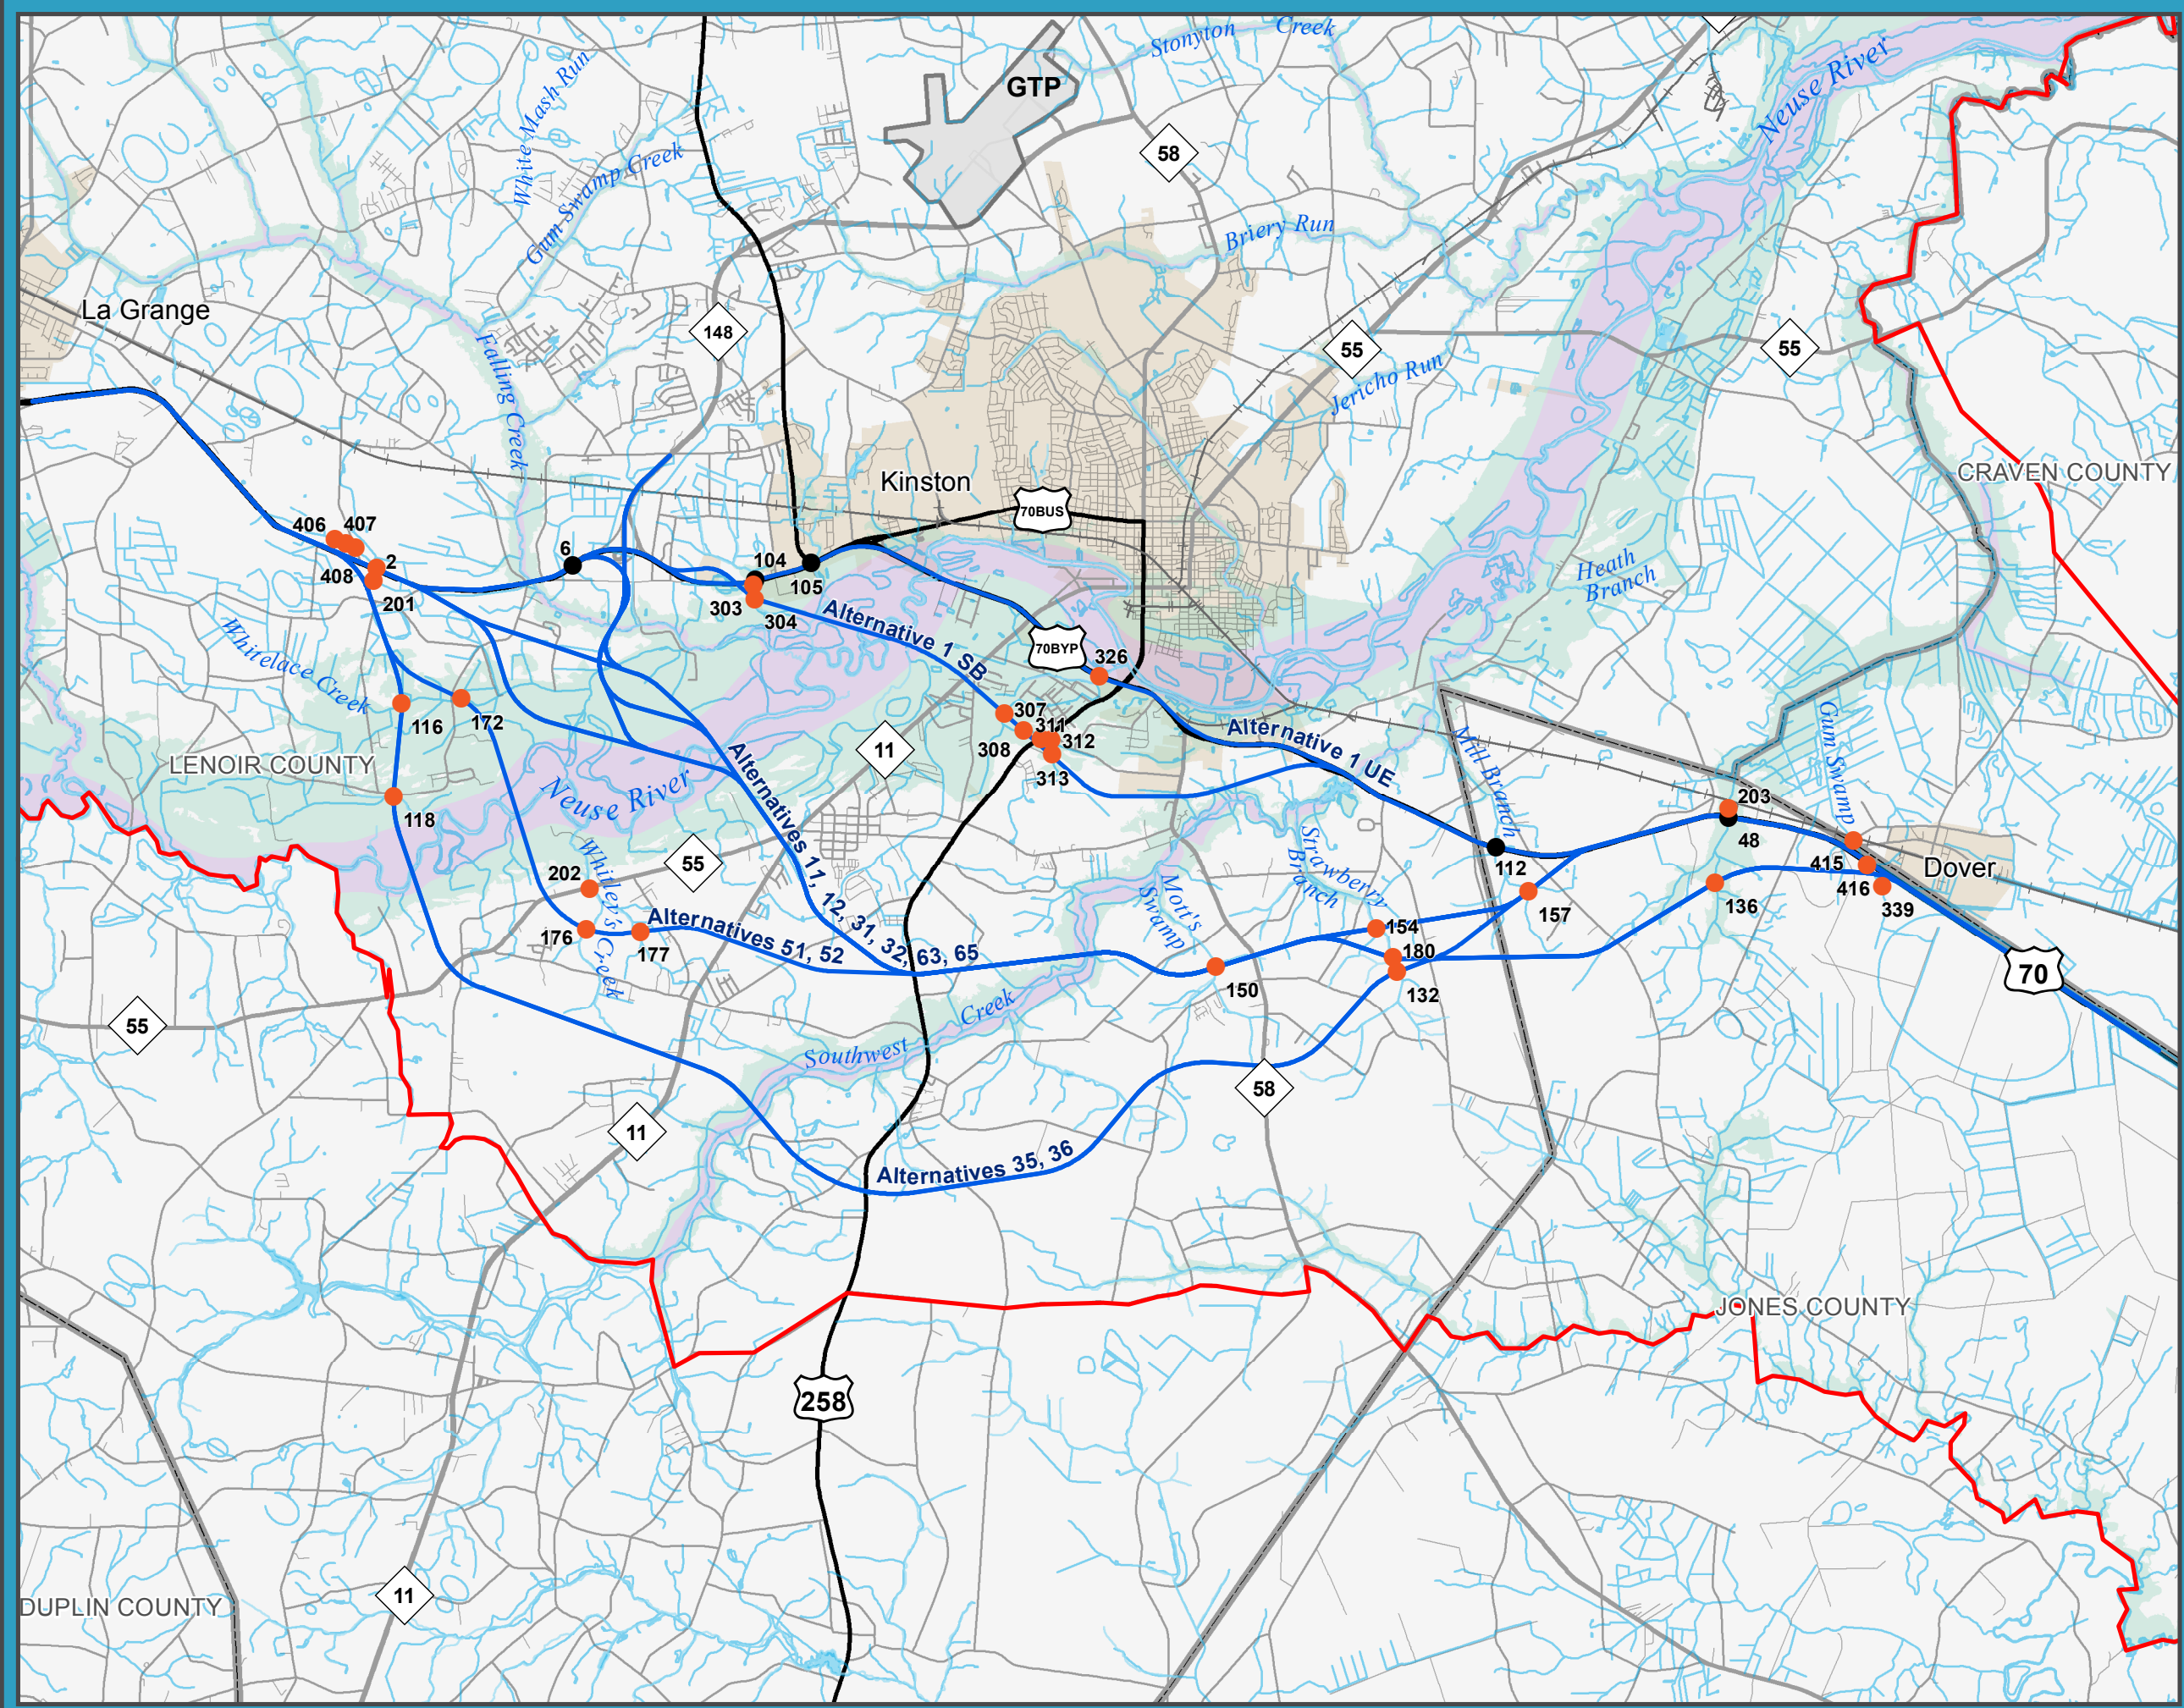 Stonyton Creek
Neuse River
GTP
White Mash Run
58
Gum Swamp Creek
Briery Run
La Grange
148
55
55
Falling Creek
Jericho Run
CRAVEN COUNTY
Kinston
70BUS
406
407
6
104
2
408
105
Heath
Branch
201
303
304
Alternative 1 SB
Whitelace Creek
70BYP
326
116
172
307
311
308
312
313
11
Alternative 1 UE
Mill Branch
Gum Swamp
LENOIR COUNTY
Neuse River
118
Alternatives 11, 12, 31, 32, 63, 65
203
48
55
202
Whitley's Creek
Strawberry
Branch
112
415
Dover
Mott's
Swamp
416
339
136
157
176
177
Alternatives 51, 52
154
180
150
132
70
55
Southwest Creek
58
11
Alternatives 35, 36
JONES COUNTY
258
11
DUPLIN COUNTY